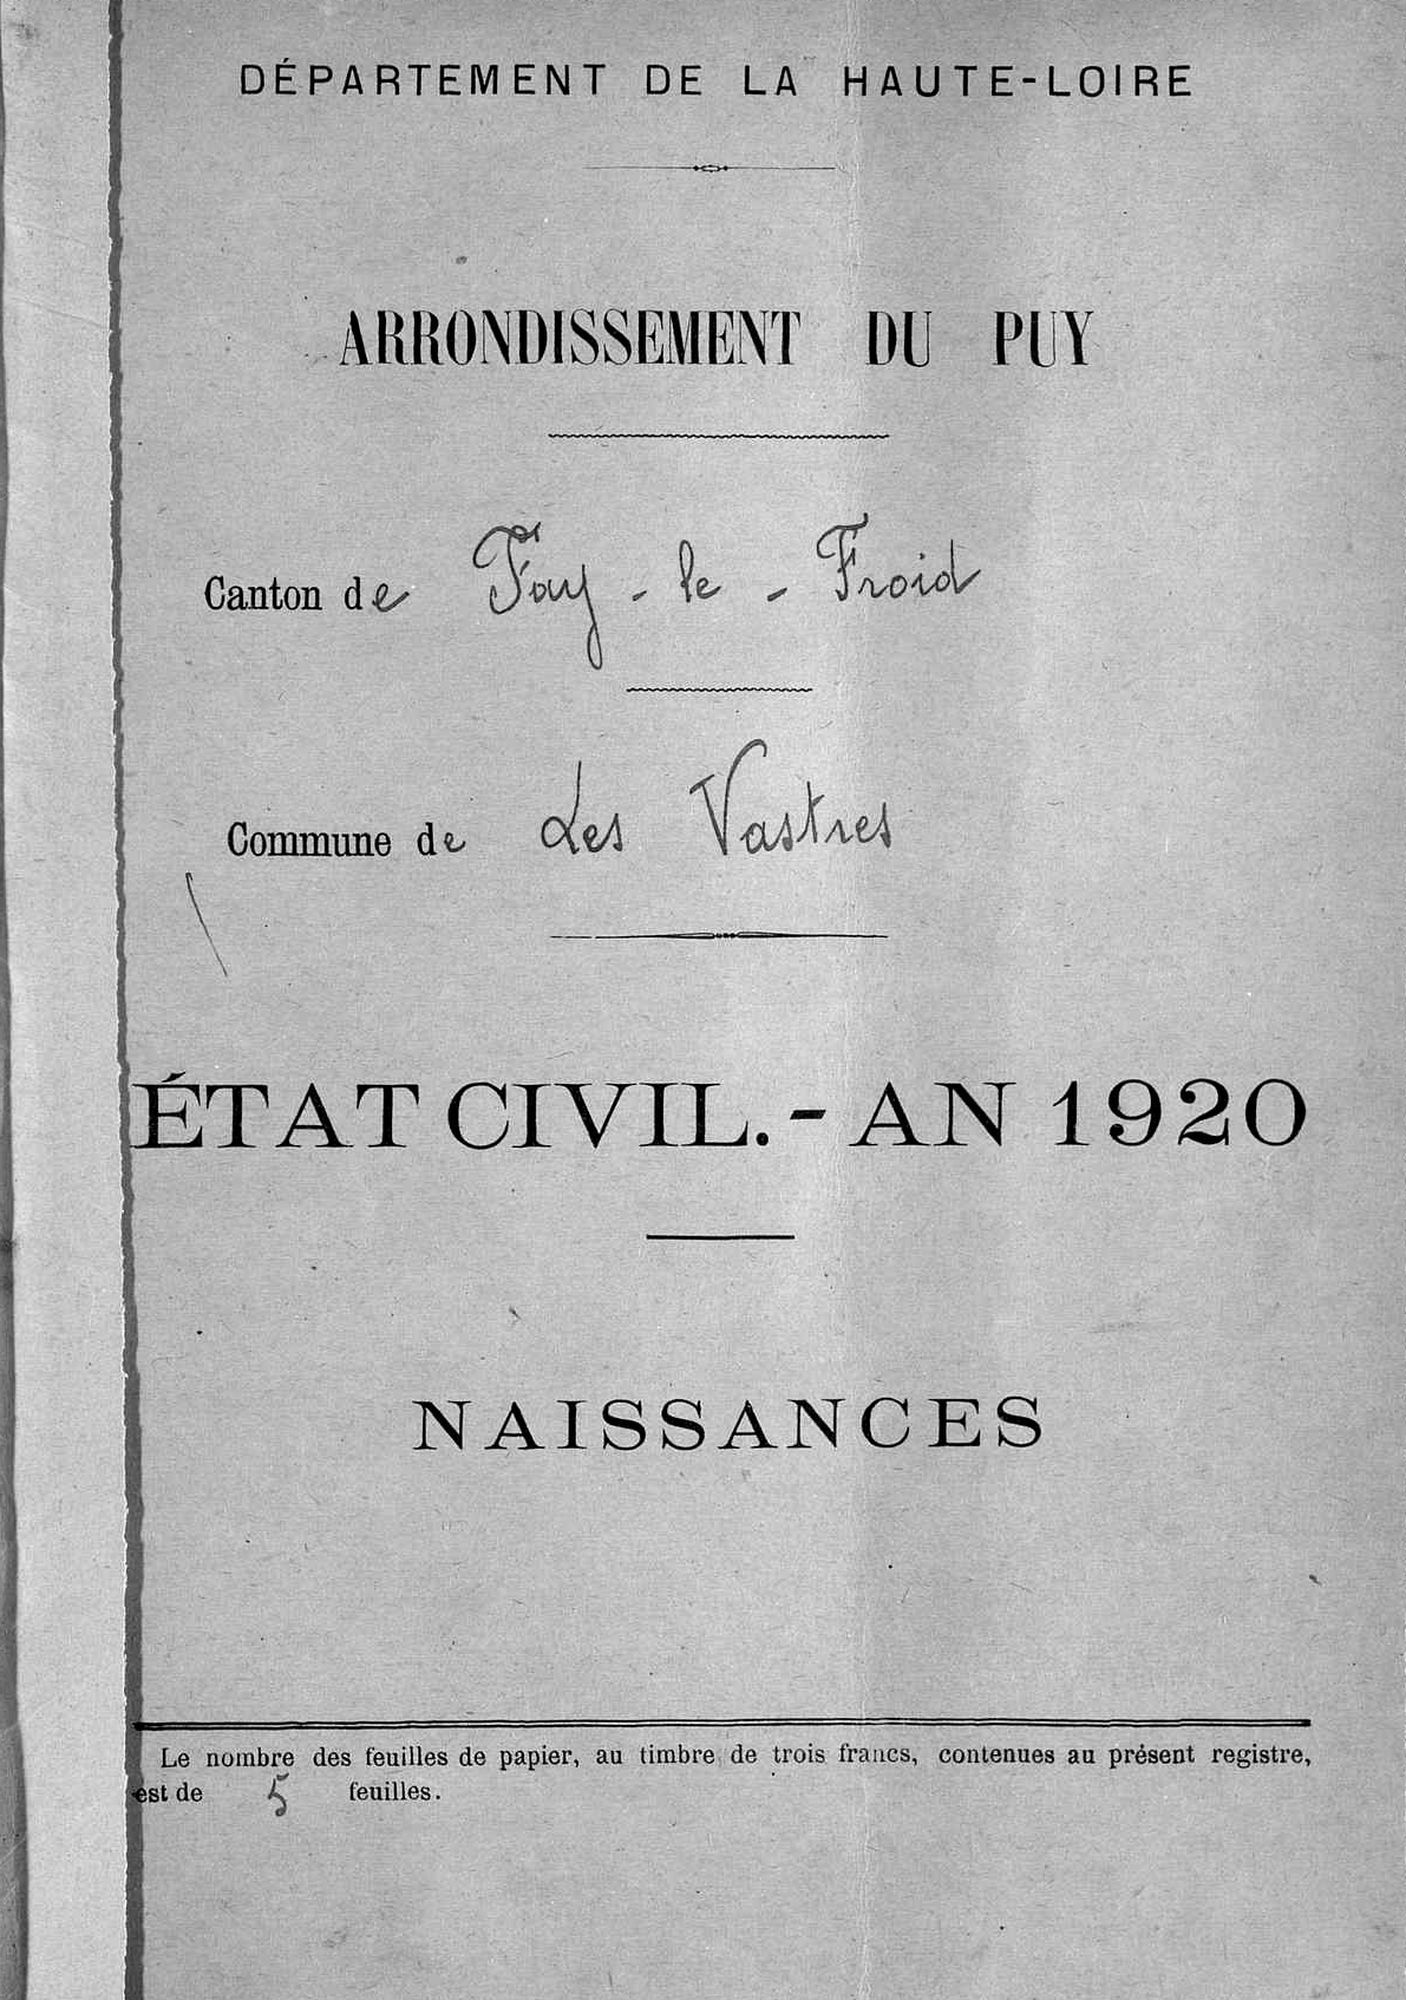 DÉPARTEMENT DE LA HAUTE-LOIRE
ARRONDISSEMENT DU PUY
Canton de Fay-le-Froid
Commune de Les Vastres
ÉTAT CIVIL.-AN 1920
NAISSANCES
Le nombre des feuilles de papier, au timbre de trois francs, contenues au présent registre,
est de 5 feuilles.